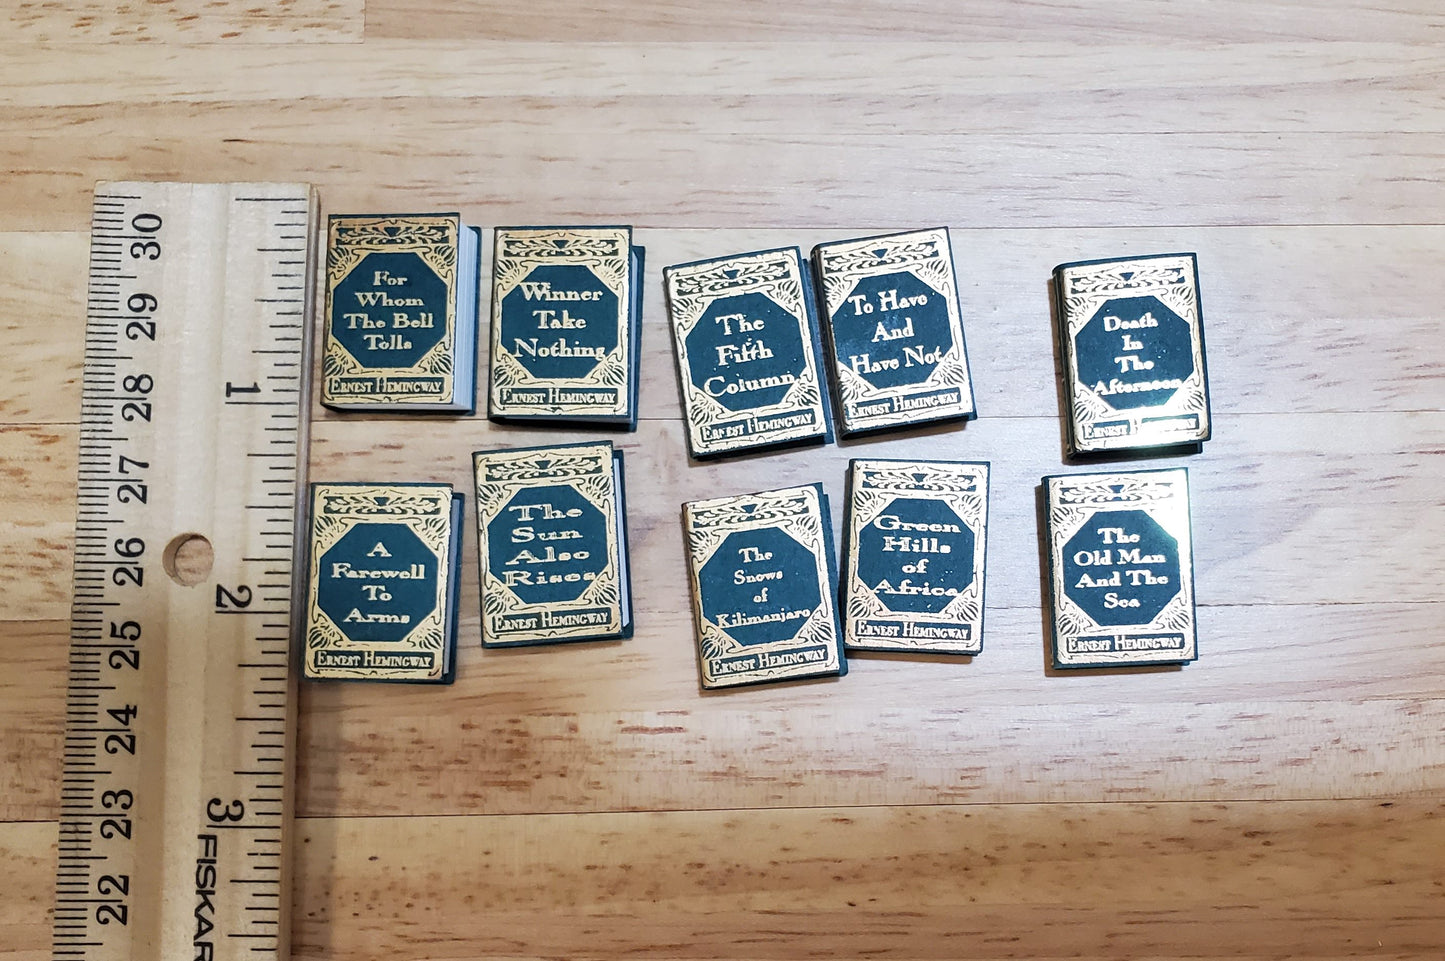 30
29
28
27
26
25
24
23
22
1
2
3
FISKAR
For
Whom
The Bell
Tolls
ERNEST HEMINGWAY
Winner
Take
Nothing
ERNEST HEMINGWAY
The
Fifth
Column
ERNEST HEMINGWAY
To Have
And
Have Not
ERNEST HEMINGWAY
Death
In
The
Afternoon
ERNEST HEMINGWAY
A
Farewell
To
Arms
ERNEST HEMINGWAY
The
Sun
Also
Rises
ERNEST HEMINGWAY
The
Snows
of
Kilimanjaro
ERNEST HEMINGWAY
Green
Hills
of
Africa
ERNEST HEMINGWAY
The
Old Man
And The
Sea
ERNEST HEMINGWAY